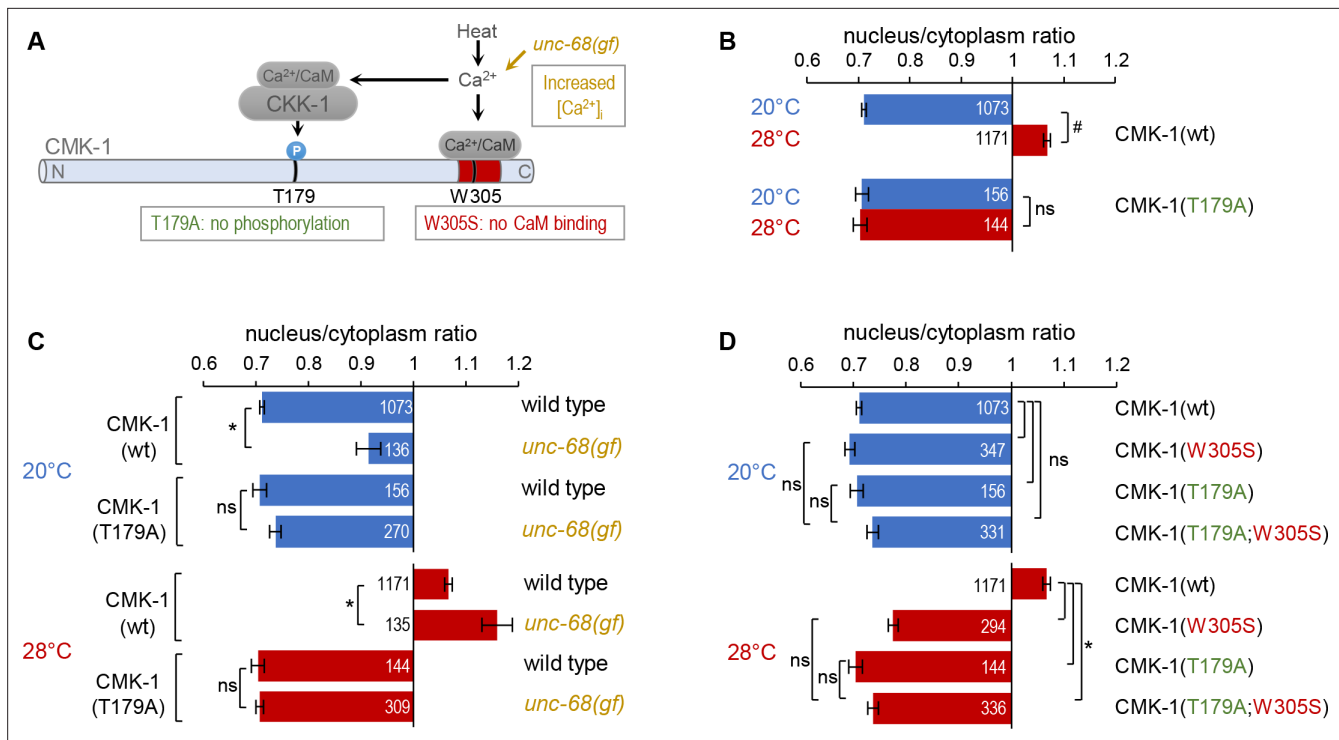 A
Heat
unc-68(gf)
Ca²⁺/CaM
Ca²⁺
CKK-1
Increased
[Ca²⁺]i
CMK-1
P
Ca²⁺/CaM
N
C
T179
W305
T179A: no phosphorylation
W305S: no CaM binding
B
nucleus/cytoplasm ratio
0.6 0.7 0.8 0.9 1 1.1 1.2
20°C 1073
28°C 1171
# CMK-1(wt)
20°C 156
28°C 144
ns CMK-1(T179A)
C
nucleus/cytoplasm ratio
0.6 0.7 0.8 0.9 1 1.1 1.2
20°C
CMK-1
(wt)
*
1073 wild type
136 unc-68(gf)
CMK-1
(T179A)
ns
156 wild type
270 unc-68(gf)
28°C
CMK-1
(wt)
*
1171 wild type
135 unc-68(gf)
CMK-1
(T179A)
ns
144 wild type
309 unc-68(gf)
D
nucleus/cytoplasm ratio
0.6 0.7 0.8 0.9 1 1.1 1.2
20°C
1073 CMK-1(wt)
347 CMK-1(W305S)
156 CMK-1(T179A)
331 CMK-1(T179A;W305S)
ns
ns
ns
28°C
1171 CMK-1(wt)
294 CMK-1(W305S)
144 CMK-1(T179A)
336 CMK-1(T179A;W305S)
ns
ns
*